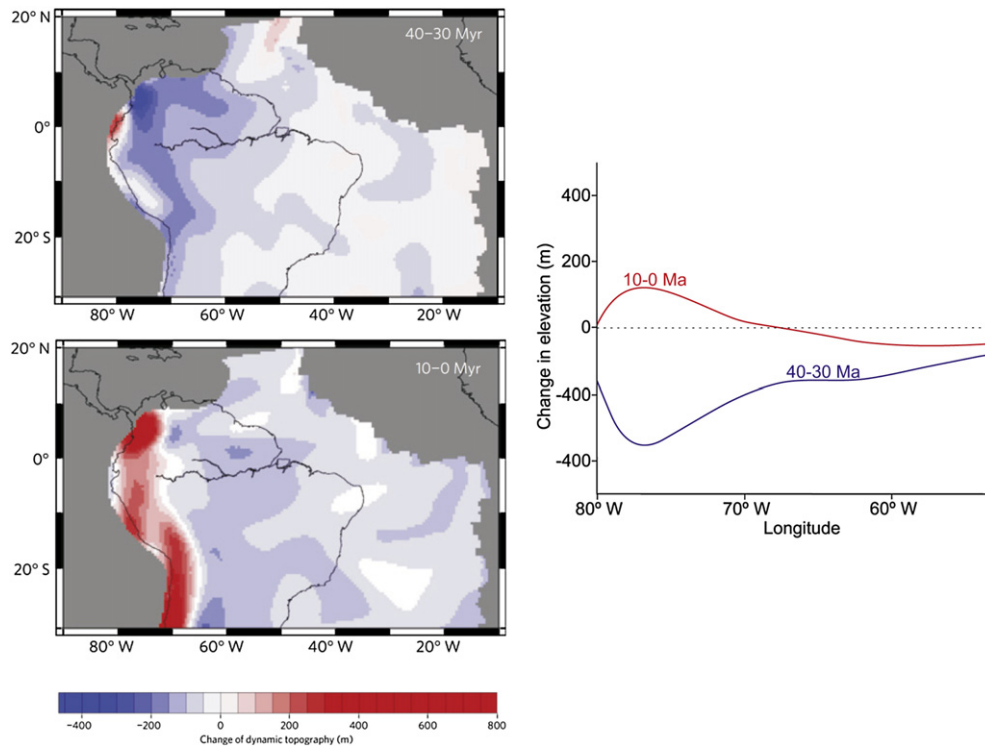 20° N
40–30 Myr
0°
20° S
80° W 60° W 40° W 20° W
20° N
10–0 Myr
0°
20° S
80° W 60° W 40° W 20° W
−400 −200 0 200 400 600 800
Change of dynamic topography (m)
Change in elevation (m)
400
200
0
-400
-400
10-0 Ma
40-30 Ma
80° W 70° W 60° W
Longitude